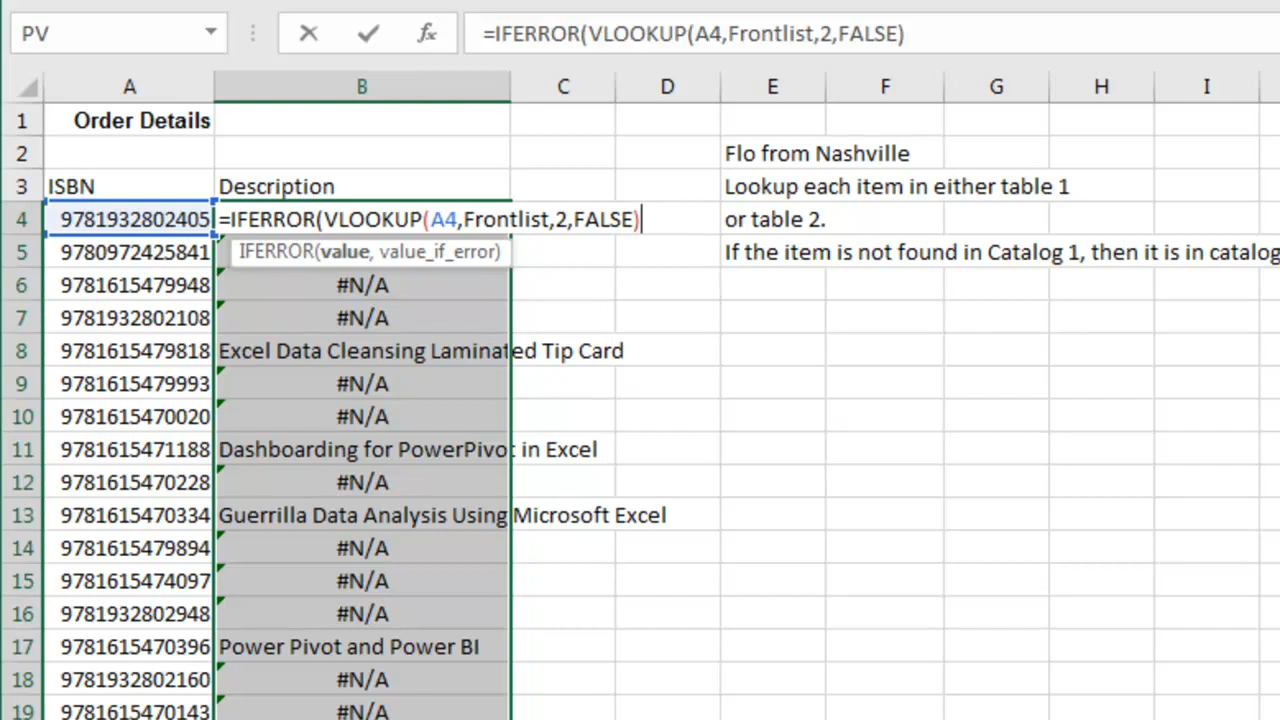 PV fx =IFERROR(VLOOKUP(A4,Frontlist,2,FALSE)
A B C D E F G H I
1 Order Details
2 Flo from Nashville
3 ISBN Description Lookup each item in either table 1
4 9781932802405 =IFERROR(VLOOKUP(A4,Frontlist,2,FALSE) or table 2.
5 9780972425841 IFERROR(value, value_if_error) If the item is not found in Catalog 1, then it is in catalog
6 9781615479948 #N/A
7 9781932802108 #N/A
8 9781615479818 Excel Data Cleansing Laminated Tip Card
9 9781615479993 #N/A
10 9781615470020 #N/A
11 9781615471188 Dashboarding for PowerPivot in Excel
12 9781615470228 #N/A
13 9781615470334 Guerrilla Data Analysis Using Microsoft Excel
14 9781615479894 #N/A
15 9781615474097 #N/A
16 9781932802948 #N/A
17 9781615470396 Power Pivot and Power BI
18 9781932802160 #N/A
19 9781615470143 #N/A